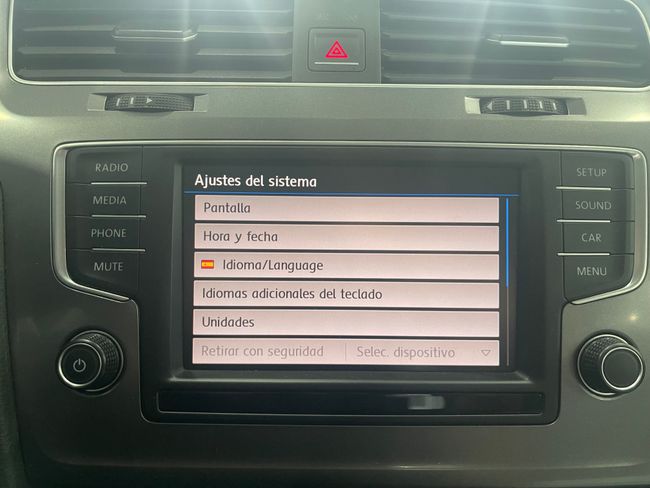 RADIO
MEDIA
PHONE
MUTE
Ajustes del sistema
Pantalla
Hora y fecha
Idioma/Language
Idiomas adicionales del teclado
Unidades
Retirar con seguridad Selec. dispositivo
SETUP
SOUND
CAR
MENU